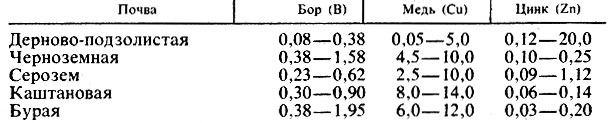 Почва Бор (B) Медь (Cu) Цинк (Zn)
Дерново-подзолистая 0,08—0,38 0,05—5,0 0,12—20,0
Черноземная 0,38—1,58 4,5—10,0 0,10—0,25
Серозем 0,23—0,62 2,5—10,0 0,09—1,12
Каштановая 0,30—0,90 8,0—14,0 0,06—0,14
Бурая 0,38—1,95 6,0—12,0 0,03—0,20